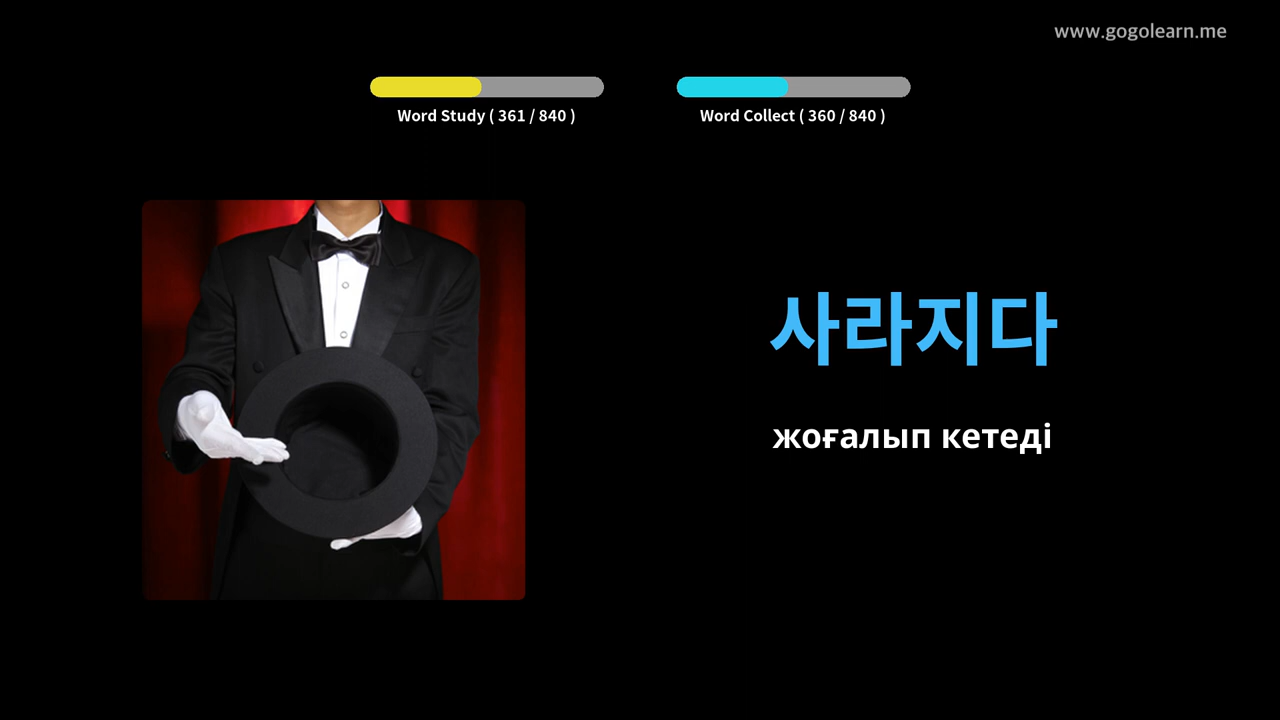 www.gogolearn.me
Word Study ( 361 / 840 )
Word Collect ( 360 / 840 )
사라지다
жоғалып кетеді